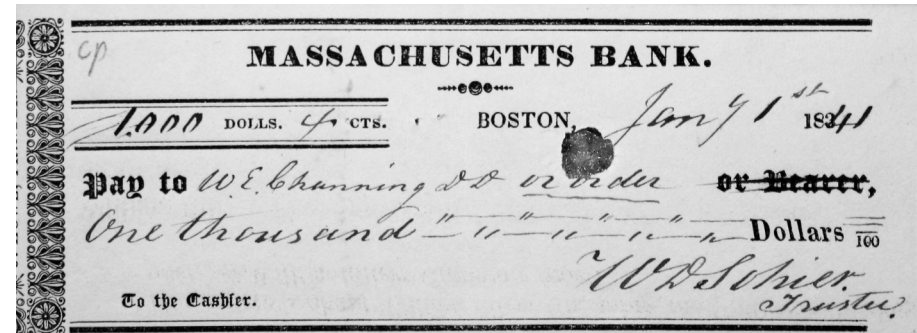 cp
MASSACHUSETTS BANK.
1,000 DOLLS. CTS. BOSTON, Jany 1st 1841
Pay to W. E. Channing D D or order or Bearer,
One thousand " " " " " " " " " Dollars 100
W D Sohier
Trustee.
To the Cashier.